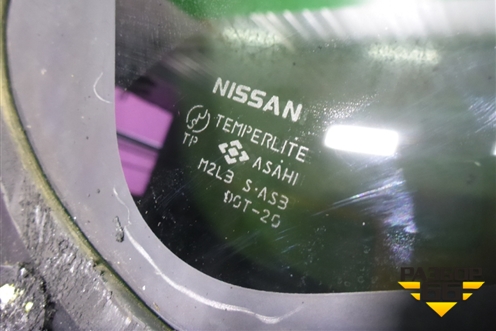 NISSAN
TEMPERLITE
TP ASAHI
M2L3 S·AS3
DOT-20